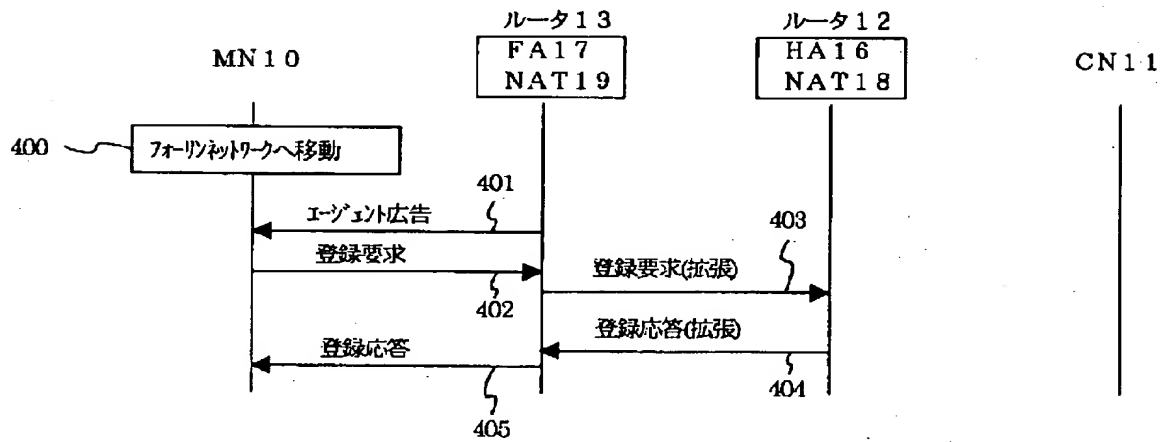 ルータ１３
ルータ１２
MN１０
FA１７
NAT１９
HA１６
NAT１８
CN１１
400
フォーリンネットワークへ移動
401
エージェント広告
403
登録要求
登録要求(拡張)
402
登録応答(拡張)
登録応答
404
405